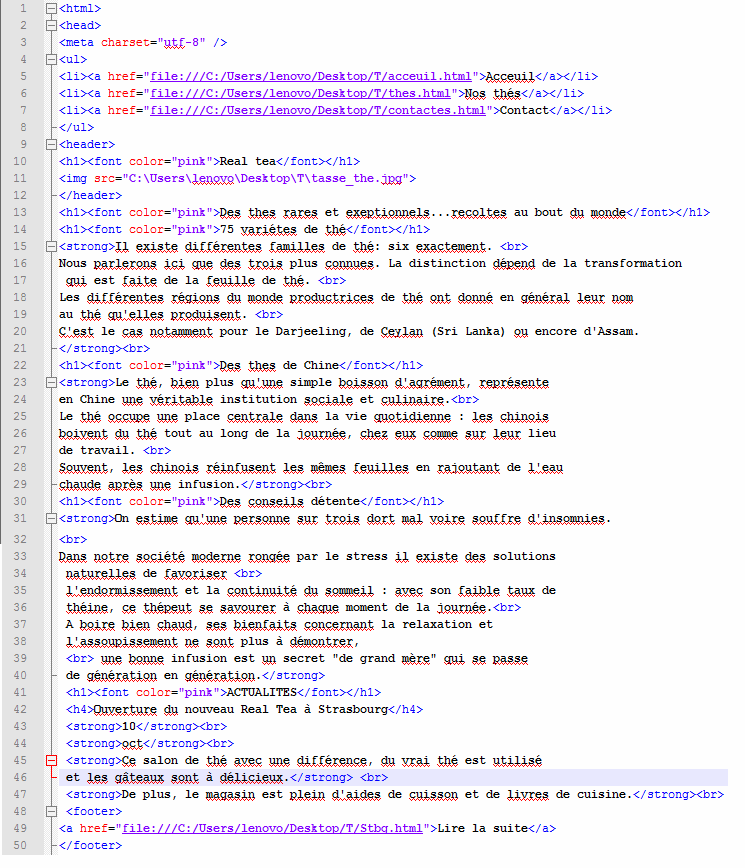 1 <html>
2 <head>
3 <meta charset="utf-8" />
4 <ul>
5 <li><a href="file:///C:/Users/lenovo/Desktop/T/acceuil.html">Acceuil</a></li>
6 <li><a href="file:///C:/Users/lenovo/Desktop/T/thes.html">Nos thés</a></li>
7 <li><a href="file:///C:/Users/lenovo/Desktop/T/contactes.html">Contact</a></li>
8 </ul>
9 <header>
10 <h1><font color="pink">Real tea</font></h1>
11 <img src="C:\Users\lenovo\Desktop\T\tasse_the.jpg">
12 </header>
13 <h1><font color="pink">Des thes rares et exeptionnels...recoltes au bout du monde</font></h1>
14 <h1><font color="pink">75 variétes de thé</font></h1>
15 <strong>Il existe différentes familles de thé: six exactement. <br>
16 Nous parlerons ici que des trois plus connues. La distinction dépend de la transformation
17 qui est faite de la feuille de thé. <br>
18 Les différentes régions du monde productrices de thé ont donné en général leur nom
19 au thé qu'elles produisent. <br>
20 C'est le cas notamment pour le Darjeeling, de Ceylan (Sri Lanka) ou encore d'Assam.
21 </strong><br>
22 <h1><font color="pink">Des thes de Chine</font></h1>
23 <strong>Le thé, bien plus qu'une simple boisson d'agrément, représente
24 en Chine une véritable institution sociale et culinaire.<br>
25 Le thé occupe une place centrale dans la vie quotidienne : les chinois
26 boivent du thé tout au long de la journée, chez eux comme sur leur lieu
27 de travail. <br>
28 Souvent, les chinois réinfusent les mêmes feuilles en rajoutant de l'eau
29 chaude après une infusion.</strong><br>
30 <h1><font color="pink">Des conseils détente</font></h1>
31 <strong>On estime qu'une personne sur trois dort mal voire souffre d'insomnies.
32 <br>
33 Dans notre société moderne rongée par le stress il existe des solutions
34 naturelles de favoriser <br>
35 l'endormissement et la continuité du sommeil : avec son faible taux de
36 théine, ce thépeut se savourer à chaque moment de la journée.<br>
37 A boire bien chaud, ses bienfaits concernant la relaxation et
38 l'assoupissement ne sont plus à démontrer,
39 <br> une bonne infusion est un secret "de grand mère" qui se passe
40 de génération en génération.</strong>
41 <h1><font color="pink">ACTUALITES</font></h1>
42 <h4>Ouverture du nouveau Real Tea à Strasbourg</h4>
43 <strong>10</strong><br>
44 <strong>oct</strong><br>
45 <strong>Ce salon de thé avec une différence, du vrai thé est utilisé
46 et les gâteaux sont à délicieux.</strong> <br>
47 <strong>De plus, le magasin est plein d'aides de cuisson et de livres de cuisine.</strong><br>
48 <footer>
49 <a href="file:///C:/Users/lenovo/Desktop/T/Stbg.html">Lire la suite</a>
50 </footer>